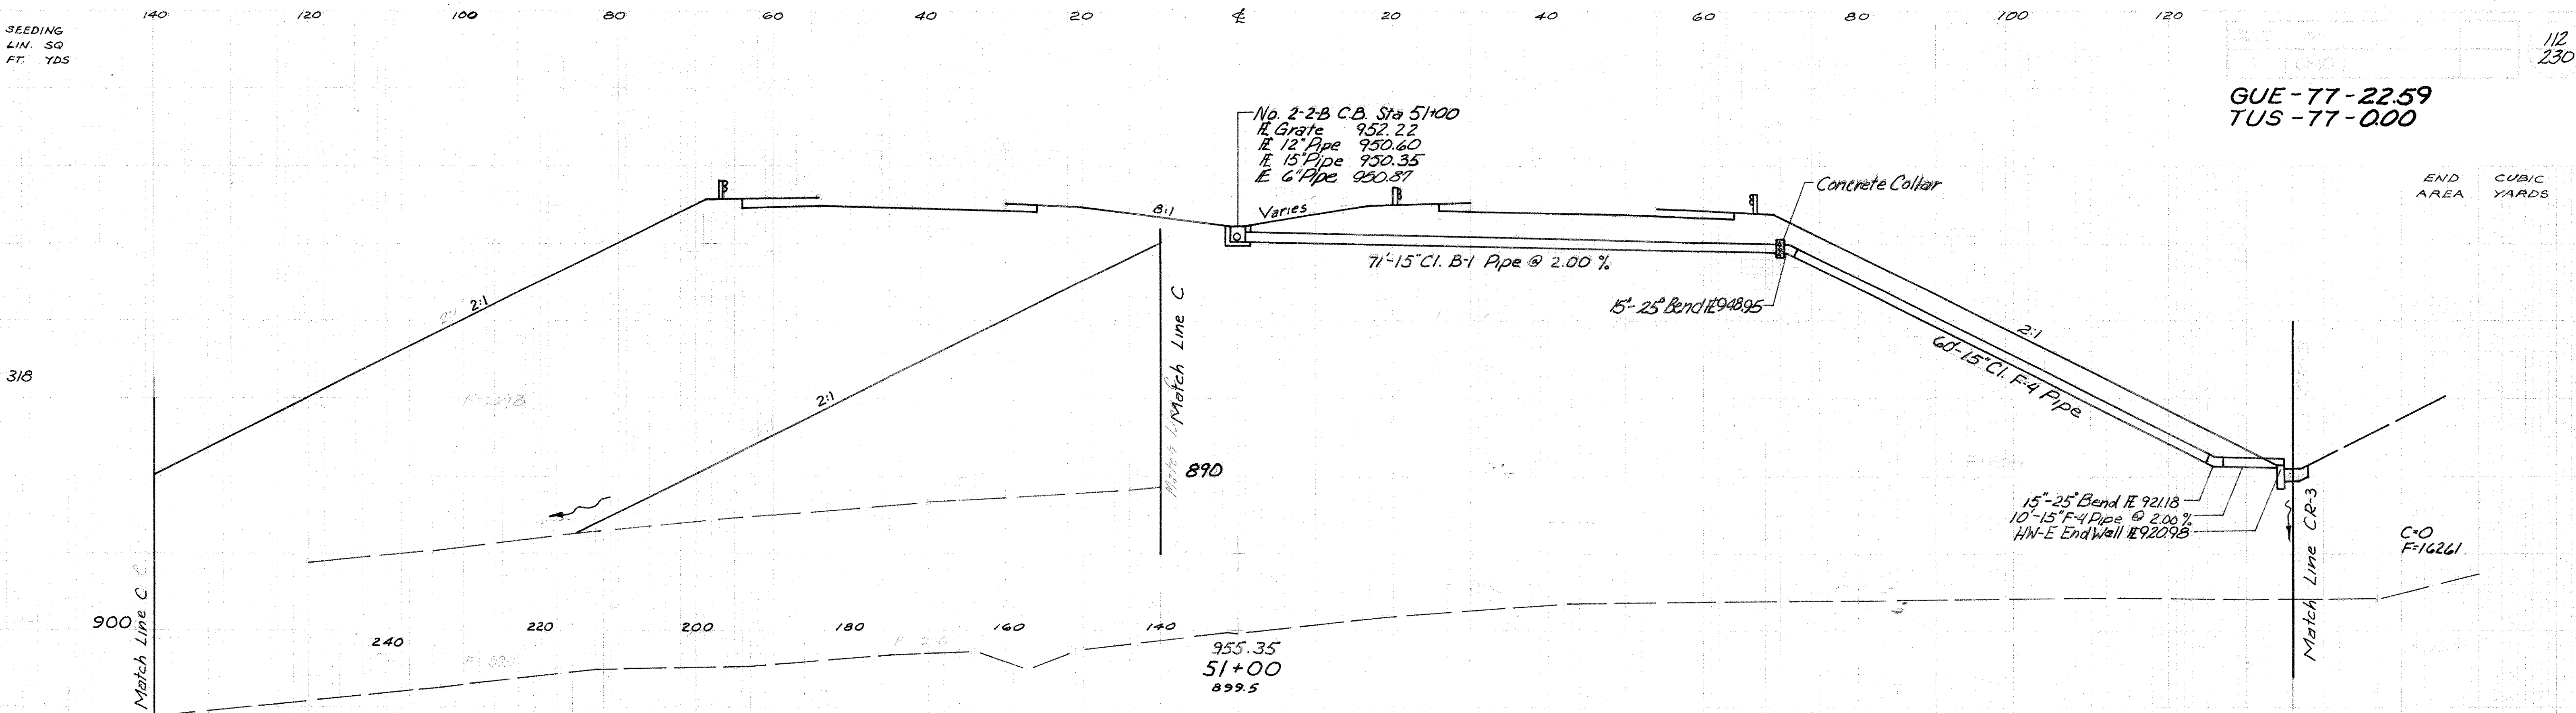 140 120 100 80 60 40 20 ℄ 20 40 60 80 100 120
SEEDING
LIN. SQ
FT. YDS
112
230
GUE-77-22.59
TUS-77-0.00
END CUBIC
AREA YARDS
No. 2-2-B C.B. Sta 51+00
℄ Grate 952.22
℄ 12" Pipe 950.60
℄ 15" Pipe 950.35
℄ 6" Pipe 950.87
Concrete Collar
8:1
Varies
71'-15" Cl. B-1 Pipe @ 2.00 %
15"-25° Bend ℄ 948.95
2:1
2:1
2:1
2:1
60'-15" Cl. F-4 Pipe
318
Match Line C
890
15"-25° Bend ℄ 921.18
10'-15" F-4 Pipe @ 2.00 %
HW-E End Wall ℄ 920.98
Match Line CR-3
C=0
F=16261
Match Line C
900
240 220 200 180 160 140
955.35
51+00
899.5